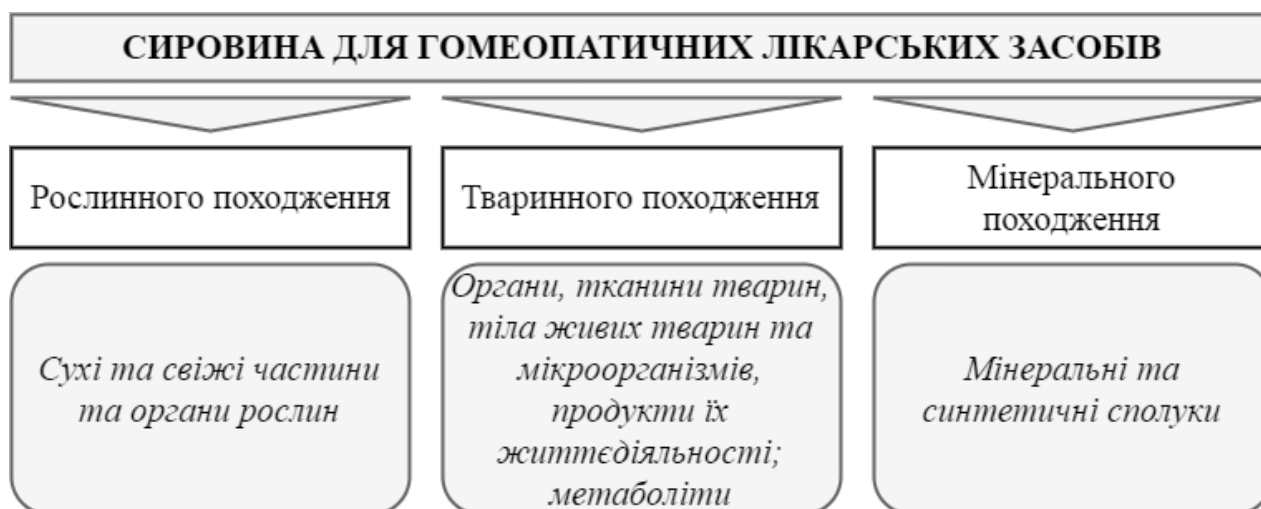 СИРОВИНА ДЛЯ ГОМЕОПАТИЧНИХ ЛІКАРСЬКИХ ЗАСОБІВ
Рослинного походження
Сухі та свіжі частини
та органи рослин
Тваринного походження
Органи, тканини тварин,
тіла живих тварин та
мікроорганізмів,
продукти їх
життєдіяльності;
метаболіти
Мінерального
походження
Мінеральні та
синтетичні сполуки